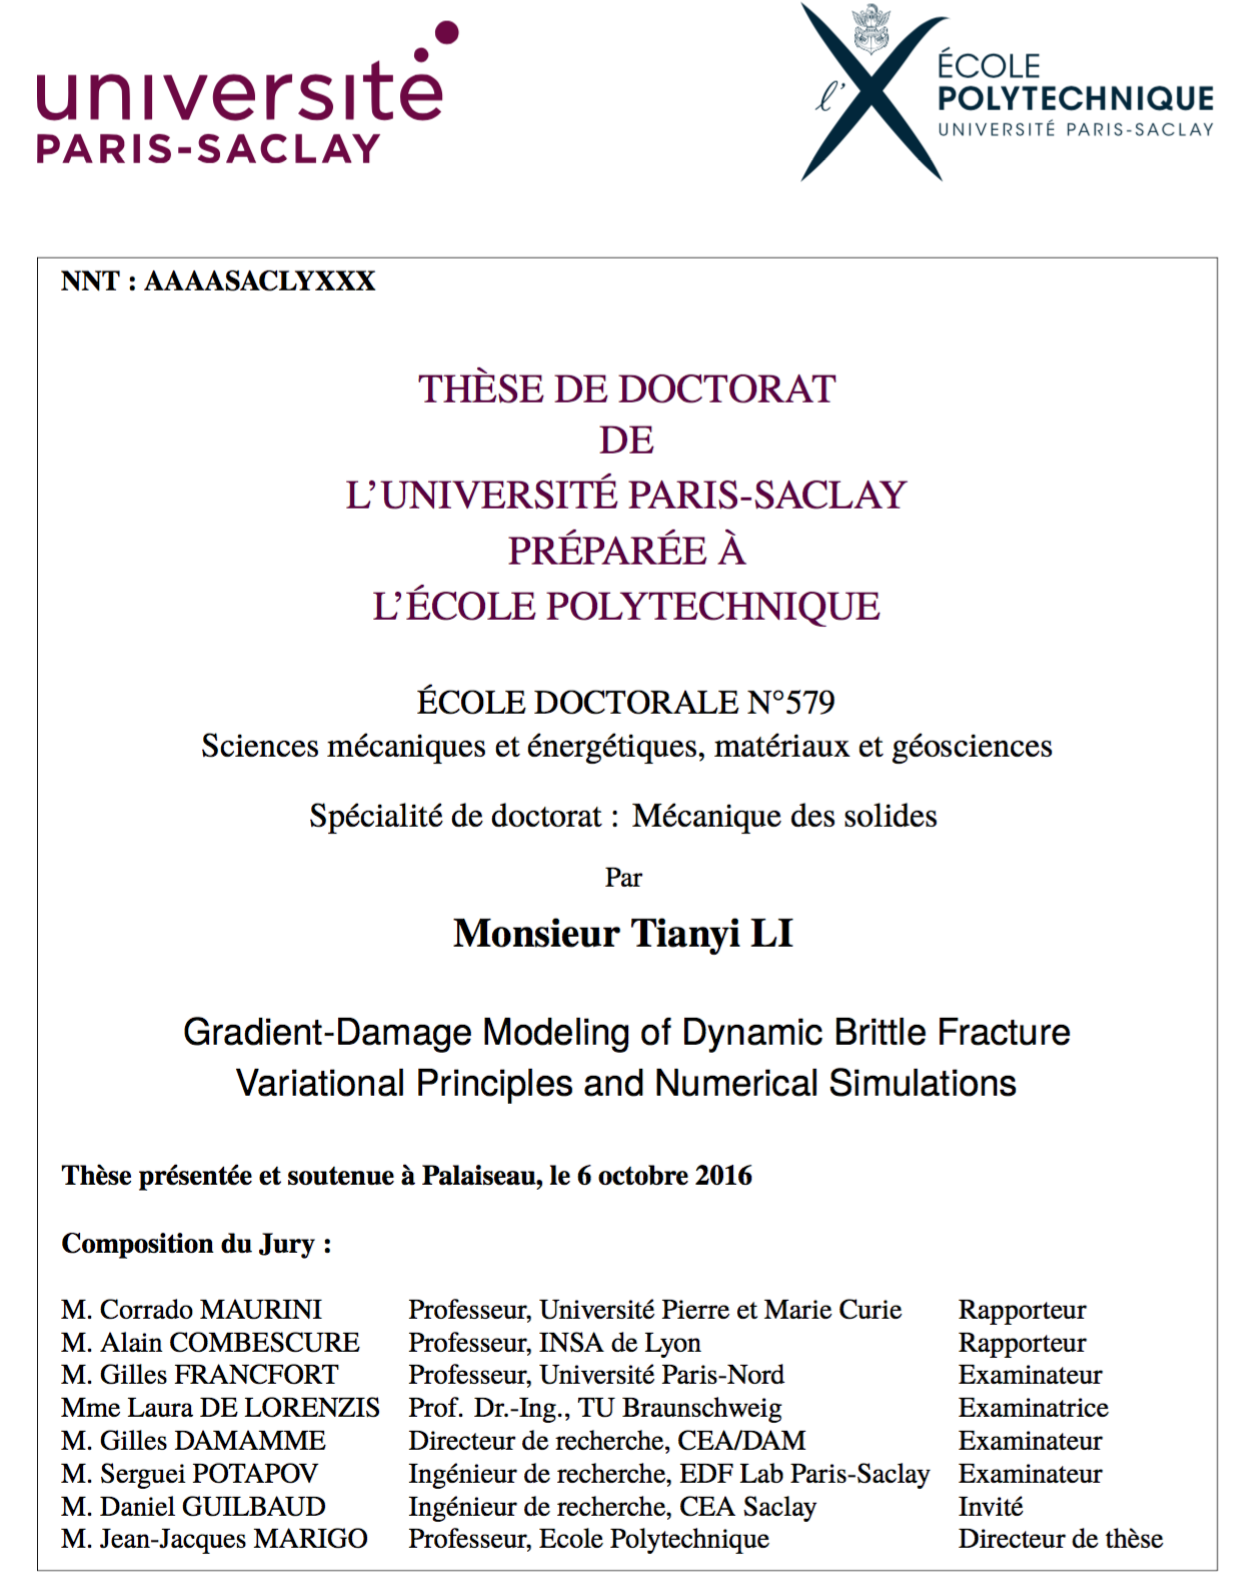 université
PARIS-SACLAY
l'X
ÉCOLE
POLYTECHNIQUE
UNIVERSITÉ PARIS-SACLAY
NNT : AAAASACLYXXX
THÈSE DE DOCTORAT
DE
L'UNIVERSITÉ PARIS-SACLAY
PRÉPARÉE À
L'ÉCOLE POLYTECHNIQUE
ÉCOLE DOCTORALE N°579
Sciences mécaniques et énergétiques, matériaux et géosciences
Spécialité de doctorat : Mécanique des solides
Par
Monsieur Tianyi LI
Gradient-Damage Modeling of Dynamic Brittle Fracture
Variational Principles and Numerical Simulations
Thèse présentée et soutenue à Palaiseau, le 6 octobre 2016
Composition du Jury :
M. Corrado MAURINI Professeur, Université Pierre et Marie Curie Rapporteur
M. Alain COMBESCURE Professeur, INSA de Lyon Rapporteur
M. Gilles FRANCFORT Professeur, Université Paris-Nord Examinateur
Mme Laura DE LORENZIS Prof. Dr.-Ing., TU Braunschweig Examinatrice
M. Gilles DAMAMME Directeur de recherche, CEA/DAM Examinateur
M. Serguei POTAPOV Ingénieur de recherche, EDF Lab Paris-Saclay Examinateur
M. Daniel GUILBAUD Ingénieur de recherche, CEA Saclay Invité
M. Jean-Jacques MARIGO Professeur, Ecole Polytechnique Directeur de thèse